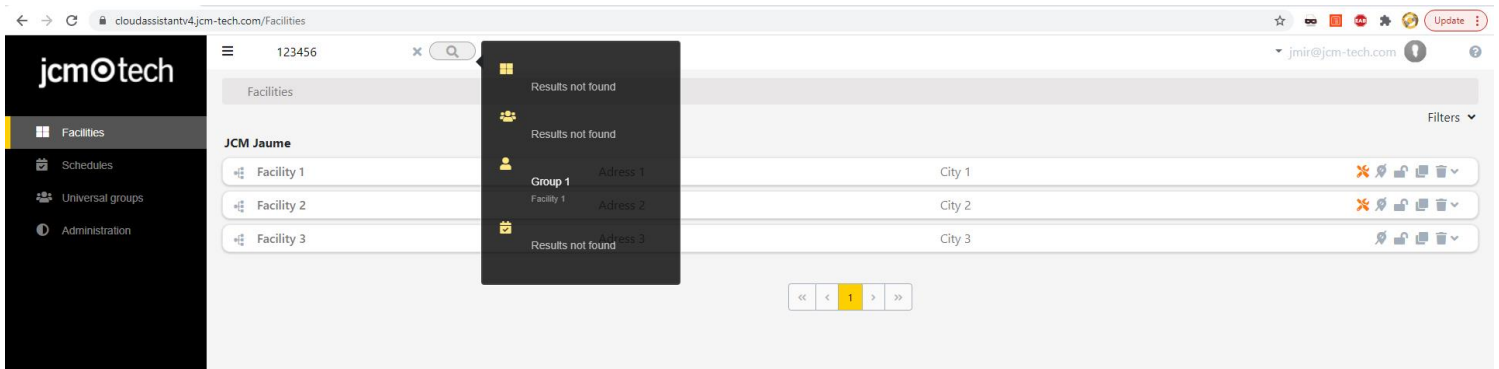 cloudassistantv4.jcm-tech.com/Facilities
Update
jcmotech
123456
jmir@jcm-tech.com
Facilities
Results not found
Results not found
Group 1
Facility 1
Results not found
Filters
Facilities
Schedules
Universal groups
Administration
JCM Jaume
Facility 1 Adress 1 City 1
Facility 2 Adress 2 City 2
Facility 3 Adress 3 City 3
« < 1 > »